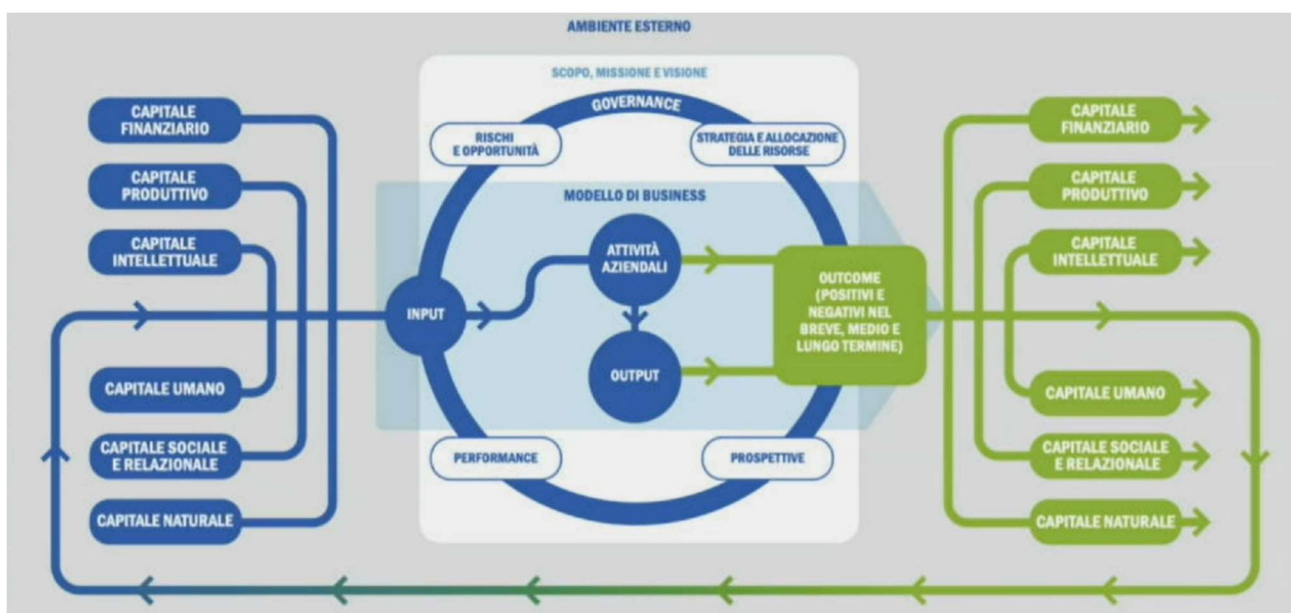 AMBIENTE ESTERNO
SCOPO, MISSIONE E VISIONE
GOVERNANCE
CAPITALE
FINANZIARIO
CAPITALE
PRODUTTIVO
CAPITALE
INTELLETTUALE
CAPITALE UMANO
CAPITALE SOCIALE
E RELAZIONALE
CAPITALE NATURALE
RISCHI
E OPPORTUNITÀ
STRATEGIA E ALLOCAZIONE
DELLE RISORSE
MODELLO DI BUSINESS
INPUT
ATTIVITÀ
AZIENDALI
OUTPUT
OUTCOME
(POSITIVI E
NEGATIVI NEL
BREVE, MEDIO E
LUNGO TERMINE)
PERFORMANCE
PROSPETTIVE
CAPITALE
FINANZIARIO
CAPITALE
PRODUTTIVO
CAPITALE
INTELLETTUALE
CAPITALE UMANO
CAPITALE SOCIALE
E RELAZIONALE
CAPITALE NATURALE